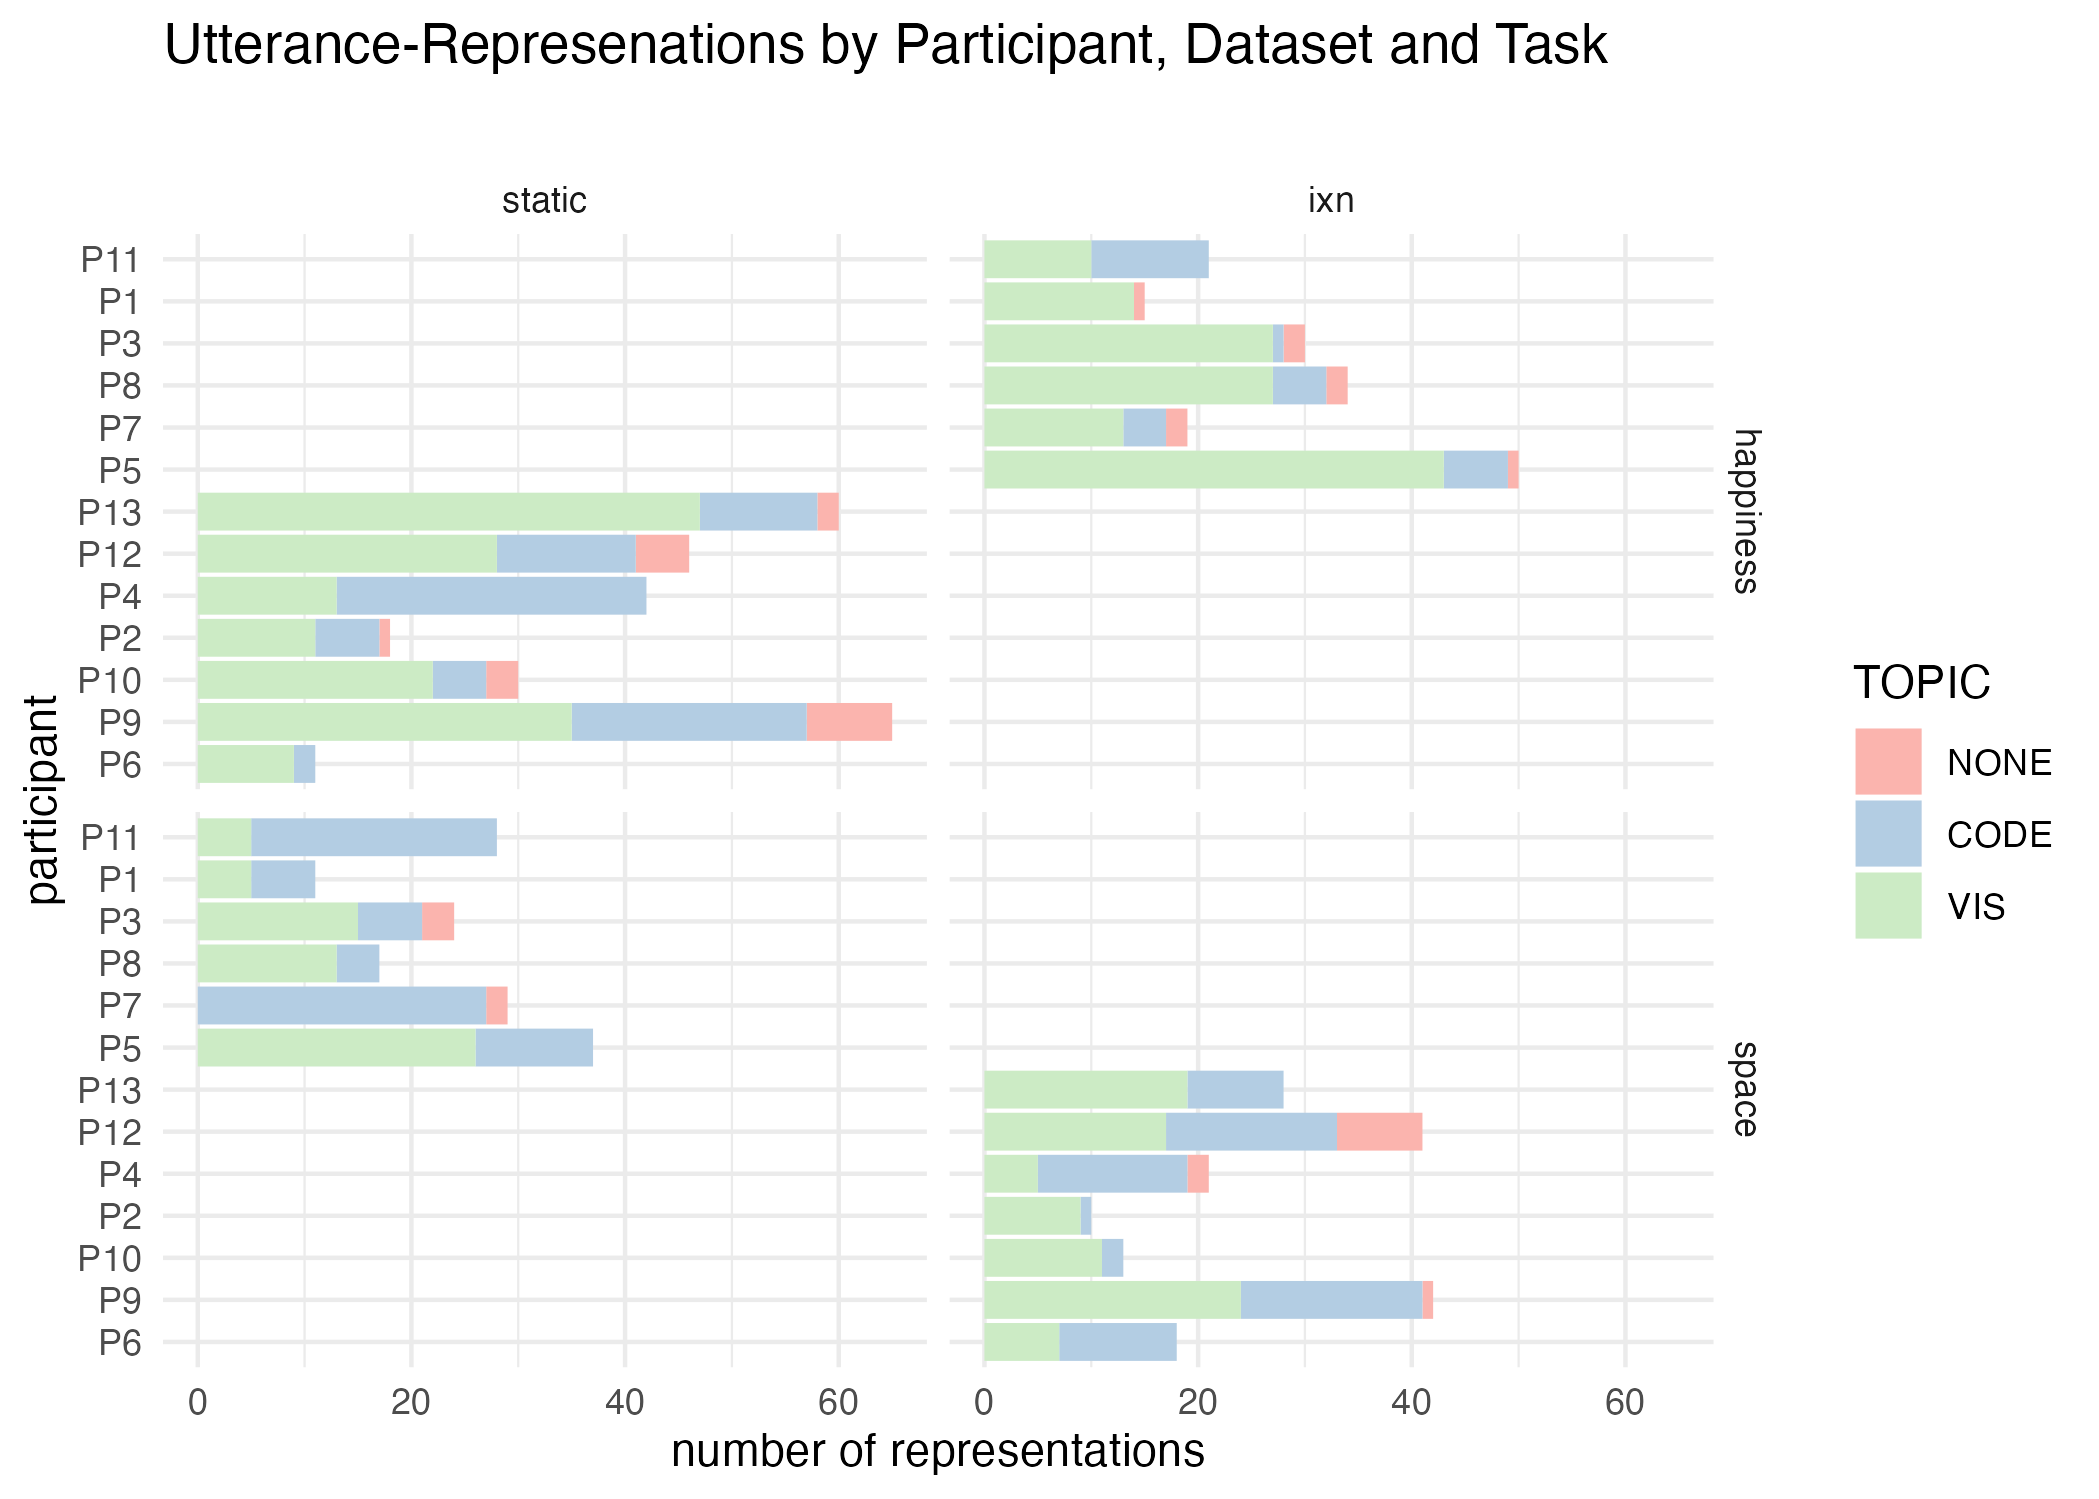 Utterance-Represenations by Participant, Dataset and Task
static
ixn
P11
P1
P3
P8
P7
P5
P13
P12
P4
P2
P10
P9
P6
happiness
P11
P1
P3
P8
P7
P5
P13
P12
P4
P2
P10
P9
P6
space
participant
0 20 40 60
0 20 40 60
number of representations
TOPIC
NONE
CODE
VIS